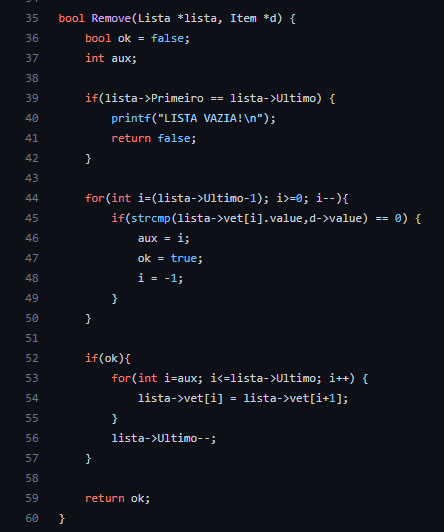 35 bool Remove(Lista *lista, Item *d) {
36     bool ok = false;
37     int aux;
38
39     if(lista->Primeiro == lista->Ultimo) {
40         printf("LISTA VAZIA!\n");
41         return false;
42     }
43
44     for(int i=(lista->Ultimo-1); i>=0; i--){
45         if(strcmp(lista->vet[i].value,d->value) == 0) {
46             aux = i;
47             ok = true;
48             i = -1;
49         }
50     }
51
52     if(ok){
53         for(int i=aux; i<=lista->Ultimo; i++) {
54             lista->vet[i] = lista->vet[i+1];
55         }
56         lista->Ultimo--;
57     }
58
59     return ok;
60 }